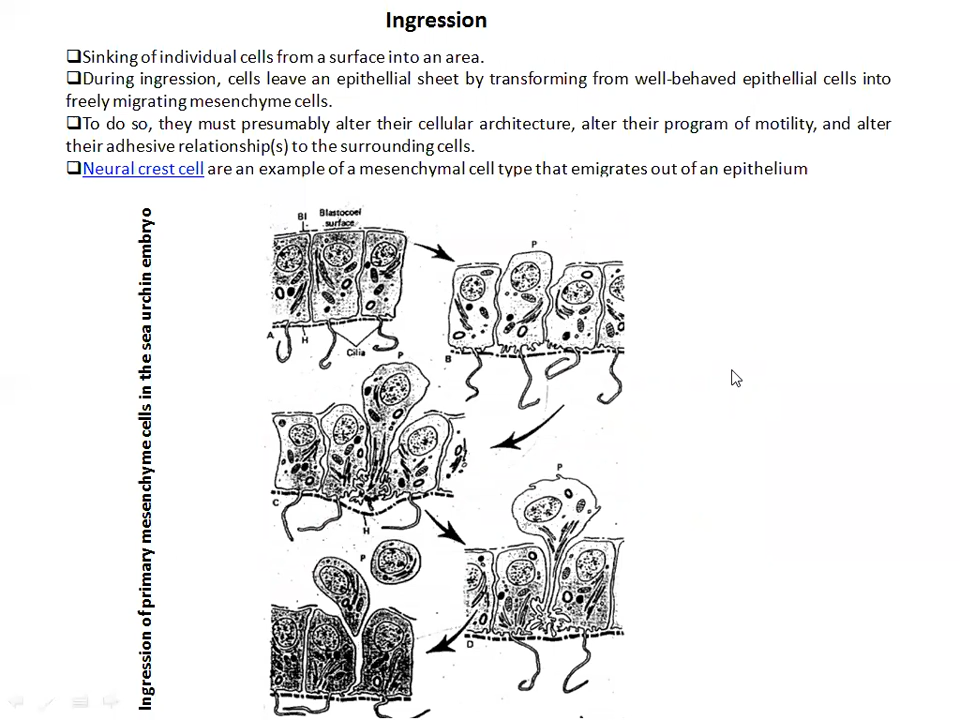 Ingression
❑Sinking of individual cells from a surface into an area.
❑During ingression, cells leave an epithellial sheet by transforming from well-behaved epithellial cells into
freely migrating mesenchyme cells.
❑To do so, they must presumably alter their cellular architecture, alter their program of motility, and alter
their adhesive relationship(s) to the surrounding cells.
❑Neural crest cell are an example of a mesenchymal cell type that emigrates out of an epithelium
Ingression of primary mesenchyme cells in the sea urchin embryo
Bl
Blastocoel
surface
P
A
H
Cilia
B
P
C
H
P
P
D